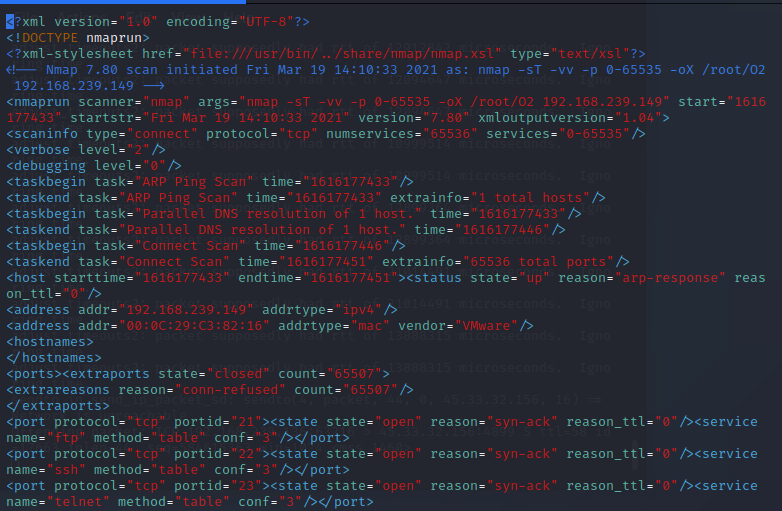 <?xml version="1.0" encoding="UTF-8"?>
<!DOCTYPE nmaprun>
<?xml-stylesheet href="file:///usr/bin/../share/nmap/nmap.xsl" type="text/xsl"?>
<!-- Nmap 7.80 scan initiated Fri Mar 19 14:10:33 2021 as: nmap -sT -vv -p 0-65535 -oX /root/O2
192.168.239.149 -->
<nmaprun scanner="nmap" args="nmap -sT -vv -p 0-65535 -oX /root/O2 192.168.239.149" start="1616
177433" startstr="Fri Mar 19 14:10:33 2021" version="7.80" xmloutputversion="1.04">
<scaninfo type="connect" protocol="tcp" numservices="65536" services="0-65535"/>
<verbose level="2"/>
<debugging level="0"/>
<taskbegin task="ARP Ping Scan" time="1616177433"/>
<taskend task="ARP Ping Scan" time="1616177433" extrainfo="1 total hosts"/>
<taskbegin task="Parallel DNS resolution of 1 host." time="1616177433"/>
<taskend task="Parallel DNS resolution of 1 host." time="1616177446"/>
<taskbegin task="Connect Scan" time="1616177446"/>
<taskend task="Connect Scan" time="1616177451" extrainfo="65536 total ports"/>
<host starttime="1616177433" endtime="1616177451"><status state="up" reason="arp-response" reas
on_ttl="0"/>
<address addr="192.168.239.149" addrtype="ipv4"/>
<address addr="00:0C:29:C3:82:16" addrtype="mac" vendor="VMware"/>
<hostnames>
</hostnames>
<ports><extraports state="closed" count="65507">
<extrareasons reason="conn-refused" count="65507"/>
</extraports>
<port protocol="tcp" portid="21"><state state="open" reason="syn-ack" reason_ttl="0"/><service
name="ftp" method="table" conf="3"/></port>
<port protocol="tcp" portid="22"><state state="open" reason="syn-ack" reason_ttl="0"/><service
name="ssh" method="table" conf="3"/></port>
<port protocol="tcp" portid="23"><state state="open" reason="syn-ack" reason_ttl="0"/><service
name="telnet" method="table" conf="3"/></port>